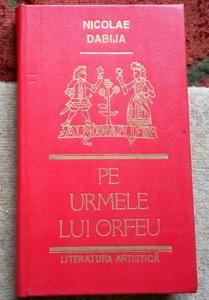 NICOLAE
DABIJA
PE
URMELE
LUI ORFEU
LITERATURA ARTISTICĂ